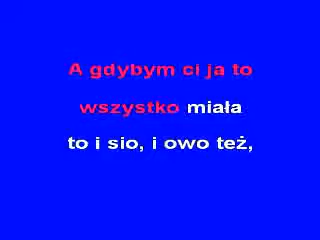 A gdybym ci ja to
wszystko miała
to i sio, i owo też,